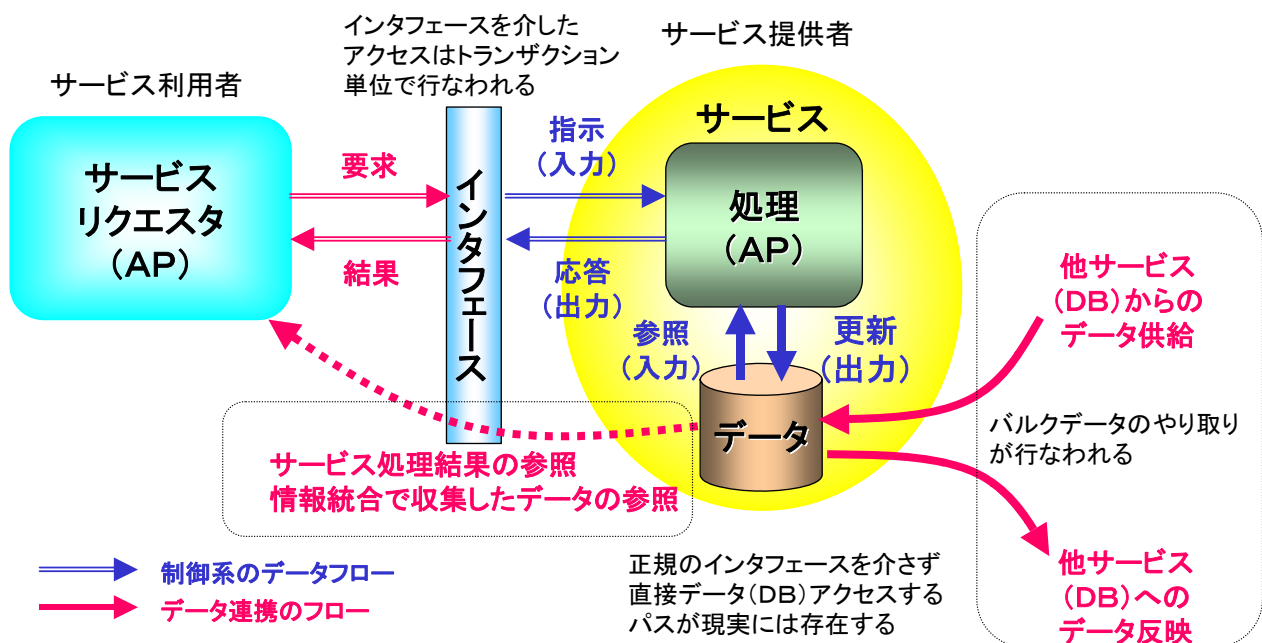 インタフェースを介した
アクセスはトランザクション
単位で行なわれる
サービス提供者
サービス利用者
サービス
サービス
リクエスタ
(AP)
要求
結果
インタフェース
指示
(入力)
応答
(出力)
処理
(AP)
参照
(入力)
更新
(出力)
データ
他サービス
(DB)からの
データ供給
バルクデータのやり取り
が行なわれる
他サービス
(DB)への
データ反映
サービス処理結果の参照
情報統合で収集したデータの参照
正規のインタフェースを介さず
直接データ(DB)アクセスする
パスが現実には存在する
制御系のデータフロー
データ連携のフロー